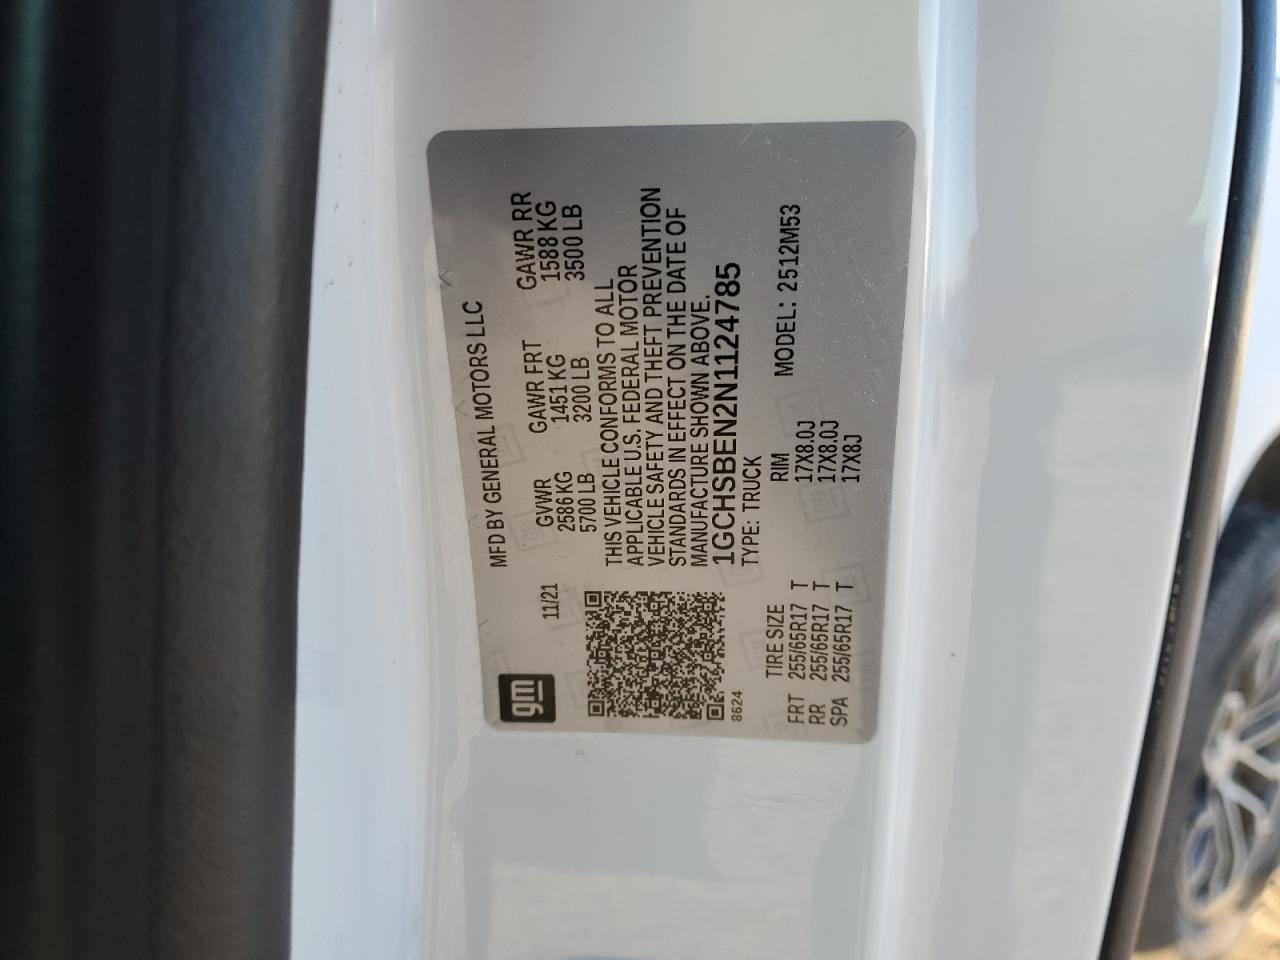 gm
MFD BY GENERAL MOTORS LLC
11/21
GVWR GAWR FRT GAWR RR
2586 KG 1451 KG 1588 KG
5700 LB 3200 LB 3500 LB
THIS VEHICLE CONFORMS TO ALL
APPLICABLE U.S. FEDERAL MOTOR
VEHICLE SAFETY AND THEFT PREVENTION
STANDARDS IN EFFECT ON THE DATE OF
MANUFACTURE SHOWN ABOVE.
1GCHSBEN2N1124785
8624
TYPE: TRUCK
TIRE SIZE RIM MODEL: 2512M53
FRT 255/65R17 T 17X8.0J
RR 255/65R17 T 17X8.0J
SPA 255/65R17 T 17X8J